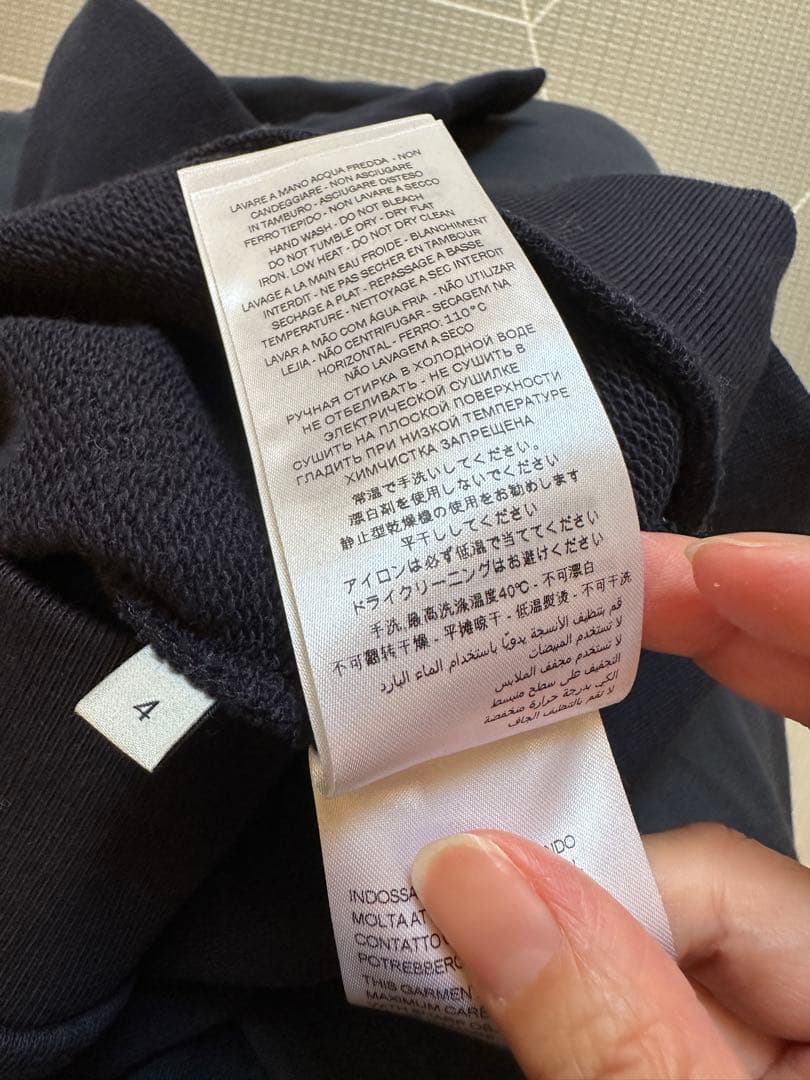 LAVARE A MANO ACQUA FREDDA - NON
CANDEGGIARE - NON ASCIUGARE
IN TAMBURO - ASCIUGARE DISTESO
FERRO TIEPIDO - NON LAVARE A SECCO
HAND WASH - DO NOT BLEACH
DO NOT TUMBLE DRY - DRY FLAT
IRON, LOW HEAT - DO NOT DRY CLEAN
LAVAGE A LA MAIN EAU FROIDE - BLANCHIMENT
INTERDIT - NE PAS SECHER EN TAMBOUR
SECHAGE A PLAT - REPASSAGE A BASSE
TEMPERATURE - NETTOYAGE A SEC INTERDIT
LAVAR A MÃO COM ÁGUA FRIA - NÃO UTILIZAR
LEJIA - NÃO CENTRIFUGAR - SECAGEM NA
HORIZONTAL - FERRO: 110°C
NÃO LAVAGEM A SECO
РУЧНАЯ СТИРКА В ХОЛОДНОЙ ВОДЕ
НЕ ОТБЕЛИВАТЬ - НЕ СУШИТЬ В
ЭЛЕКТРИЧЕСКОЙ СУШИЛКЕ
СУШИТЬ НА ПЛОСКОЙ ПОВЕРХНОСТИ
ГЛАДИТЬ ПРИ НИЗКОЙ ТЕМПЕРАТУРЕ
ХИМЧИСТКА ЗАПРЕЩЕНА
常温で手洗いしてください。
漂白剤を使用しないでください
静止型乾燥機の使用をお勧めします
平干ししてください
アイロンは必ず低温で当ててください
ドライクリーニングはお避けください
手洗,最高洗涤温度40℃ - 不可漂白
不可翻转干燥 - 平摊晾干 - 低温熨烫 - 不可干洗
قم بتنظيف الأنسجة يدويًا باستخدام الماء البارد
لا تستخدم المبيضات
لا تستخدم مجفف الملابس
التجفيف على سطح منبسط
الكي بدرجة حرارة منخفضة
لا تقم بالتنظيف الجاف
4
INDOSSA
MOLTA AT
CONTATTO
POTREBBERO
THIS GARMEN
MAXIMUM CARE